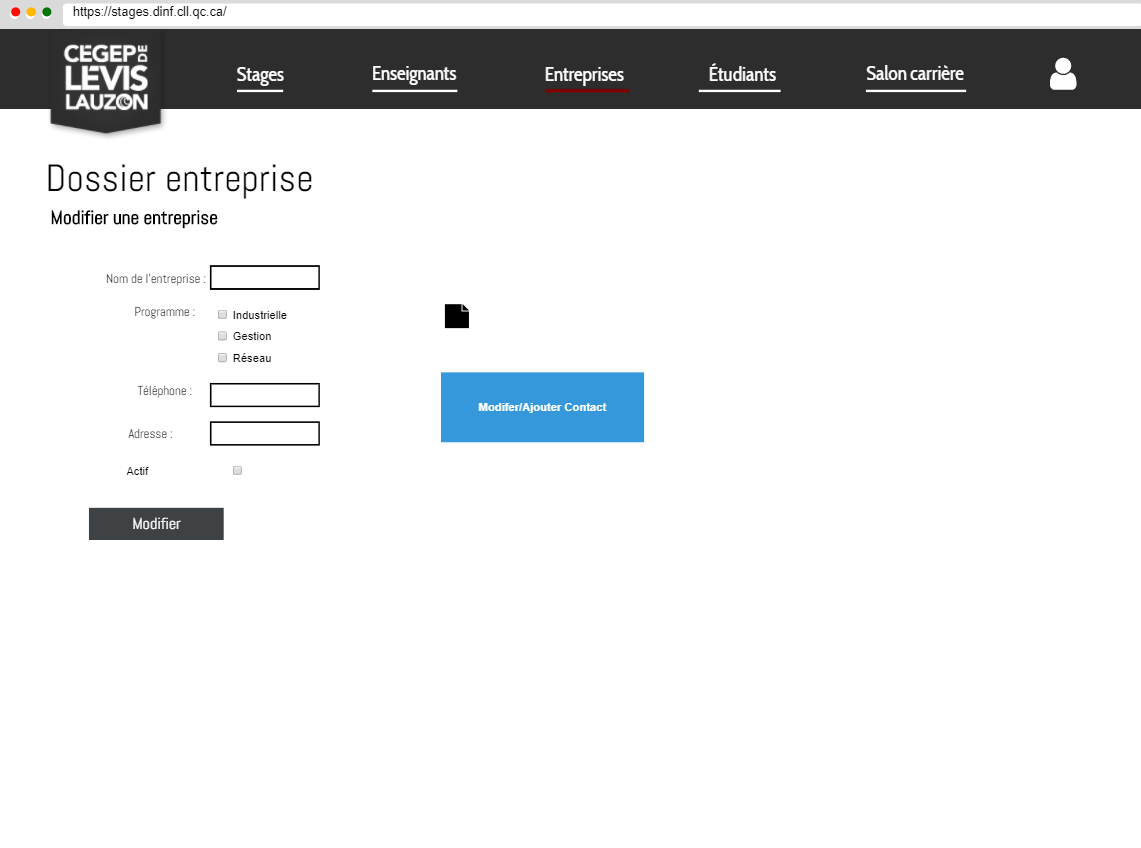 https://stages.dinf.cll.qc.ca/
CEGEP DE
LÉVIS
LAUZON
Stages
Enseignants
Entreprises
Étudiants
Salon carrière
Dossier entreprise
Modifier une entreprise
Nom de l'entreprise :
Programme :
Industrielle
Gestion
Réseau
Téléphone :
Modifer/Ajouter Contact
Adresse :
Actif
Modifier